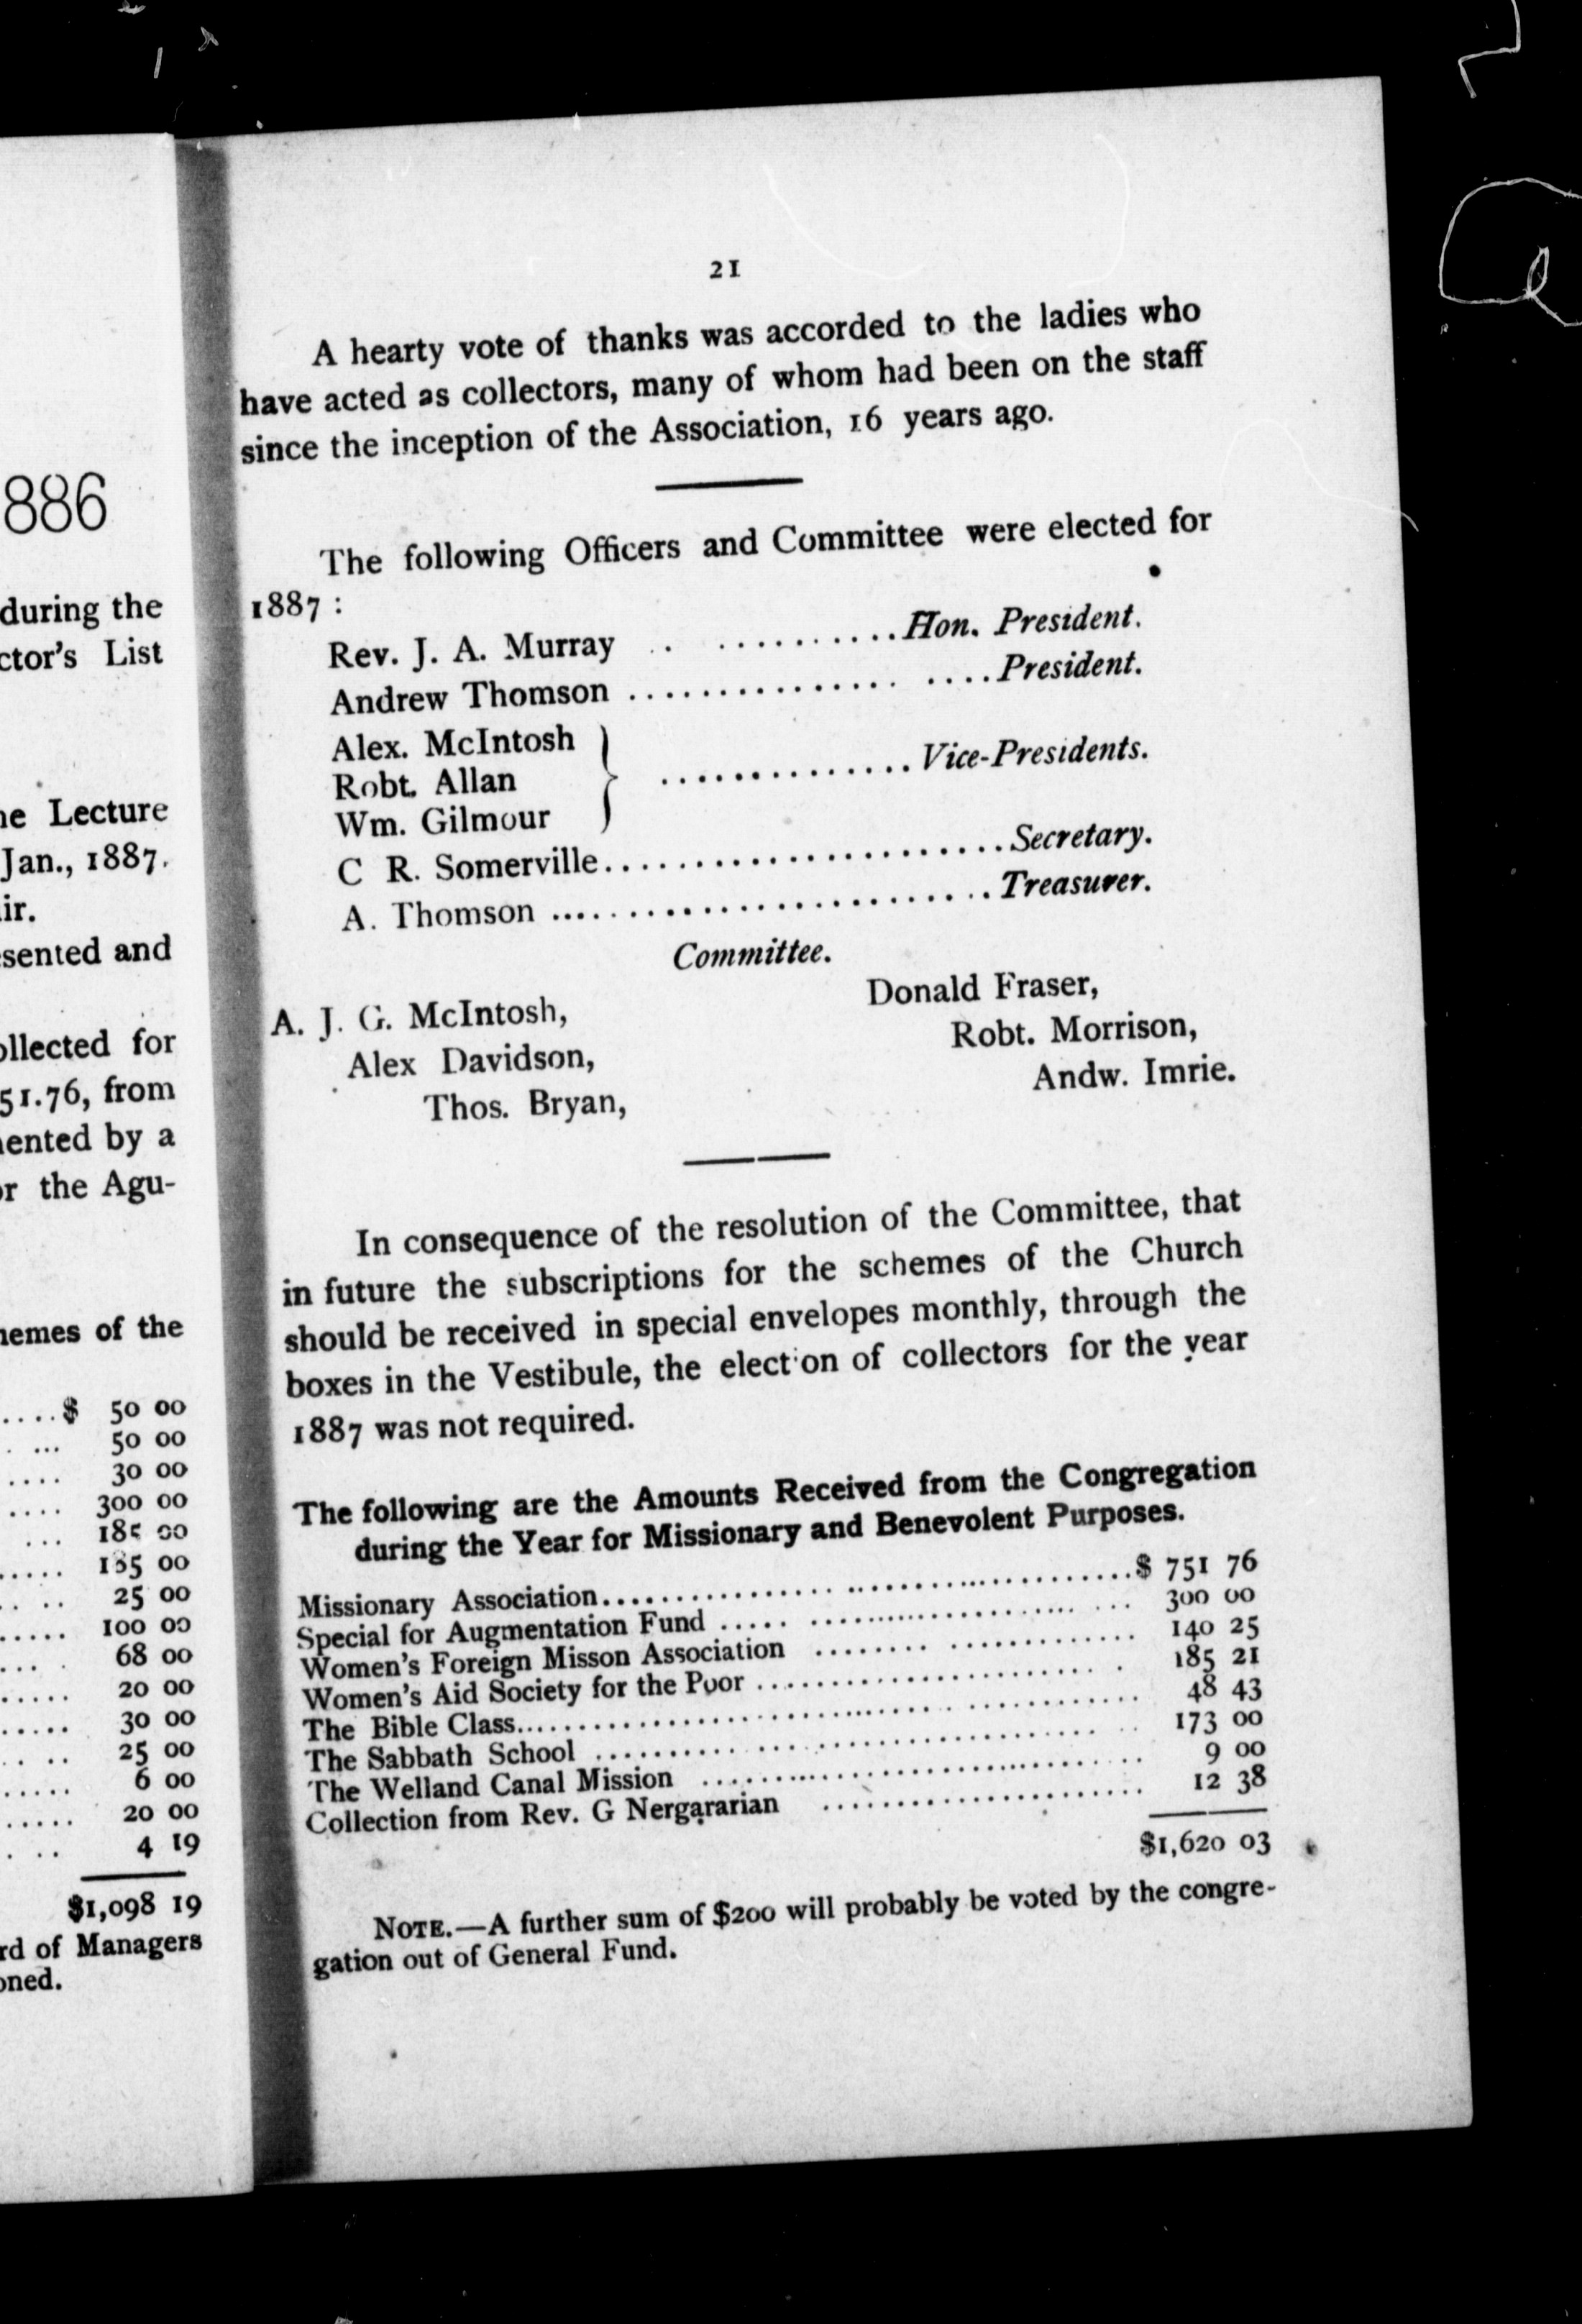 886
during the
ctor's List
ne Lecture
Jan., 1887.
ir.
sented and
ollected for
51.76, from
ented by a
or the Agu-
emes of the
....$ 50 00
. ... 50 00
.... 30 00
.... 300 00
... 185 00
..... 185 00
. . .. 25 00
..... 100 00
... . 68 00
..... 20 00
..... 30 00
. . .. 25 00
..... 6 00
..... 20 00
. .. 4 19
$1,098 19
rd of Managers
oned.
21
A hearty vote of thanks was accorded to the ladies who
have acted as collectors, many of whom had been on the staff
since the inception of the Association, 16 years ago.
The following Officers and Committee were elected for
1887 :
Rev. J. A. Murray . ..........Hon. President.
Andrew Thomson ............... ....President.
Alex. McIntosh
Robt. Allan } ..............Vice-Presidents.
Wm. Gilmour
C R. Somerville.......................Secretary.
A. Thomson ..........................Treasurer.
Committee.
A. J. G. McIntosh, Donald Fraser,
Alex Davidson, Robt. Morrison,
Thos. Bryan, Andw. Imrie.
In consequence of the resolution of the Committee, that
in future the subscriptions for the schemes of the Church
should be received in special envelopes monthly, through the
boxes in the Vestibule, the election of collectors for the year
1887 was not required.
The following are the Amounts Received from the Congregation
during the Year for Missionary and Benevolent Purposes.
Missionary Association.................................$ 751 76
Special for Augmentation Fund ..... ................... ... 300 00
Women's Foreign Misson Association ........ ............. 140 25
Women's Aid Society for the Poor ........................ . 185 21
The Bible Class....................................... 48 43
The Sabbath School .................................. .. 173 00
The Welland Canal Mission ............................. 9 00
Collection from Rev. G Nergararian ...................... 12 38
$1,620 03
NOTE.—A further sum of $200 will probably be voted by the congre-
gation out of General Fund.